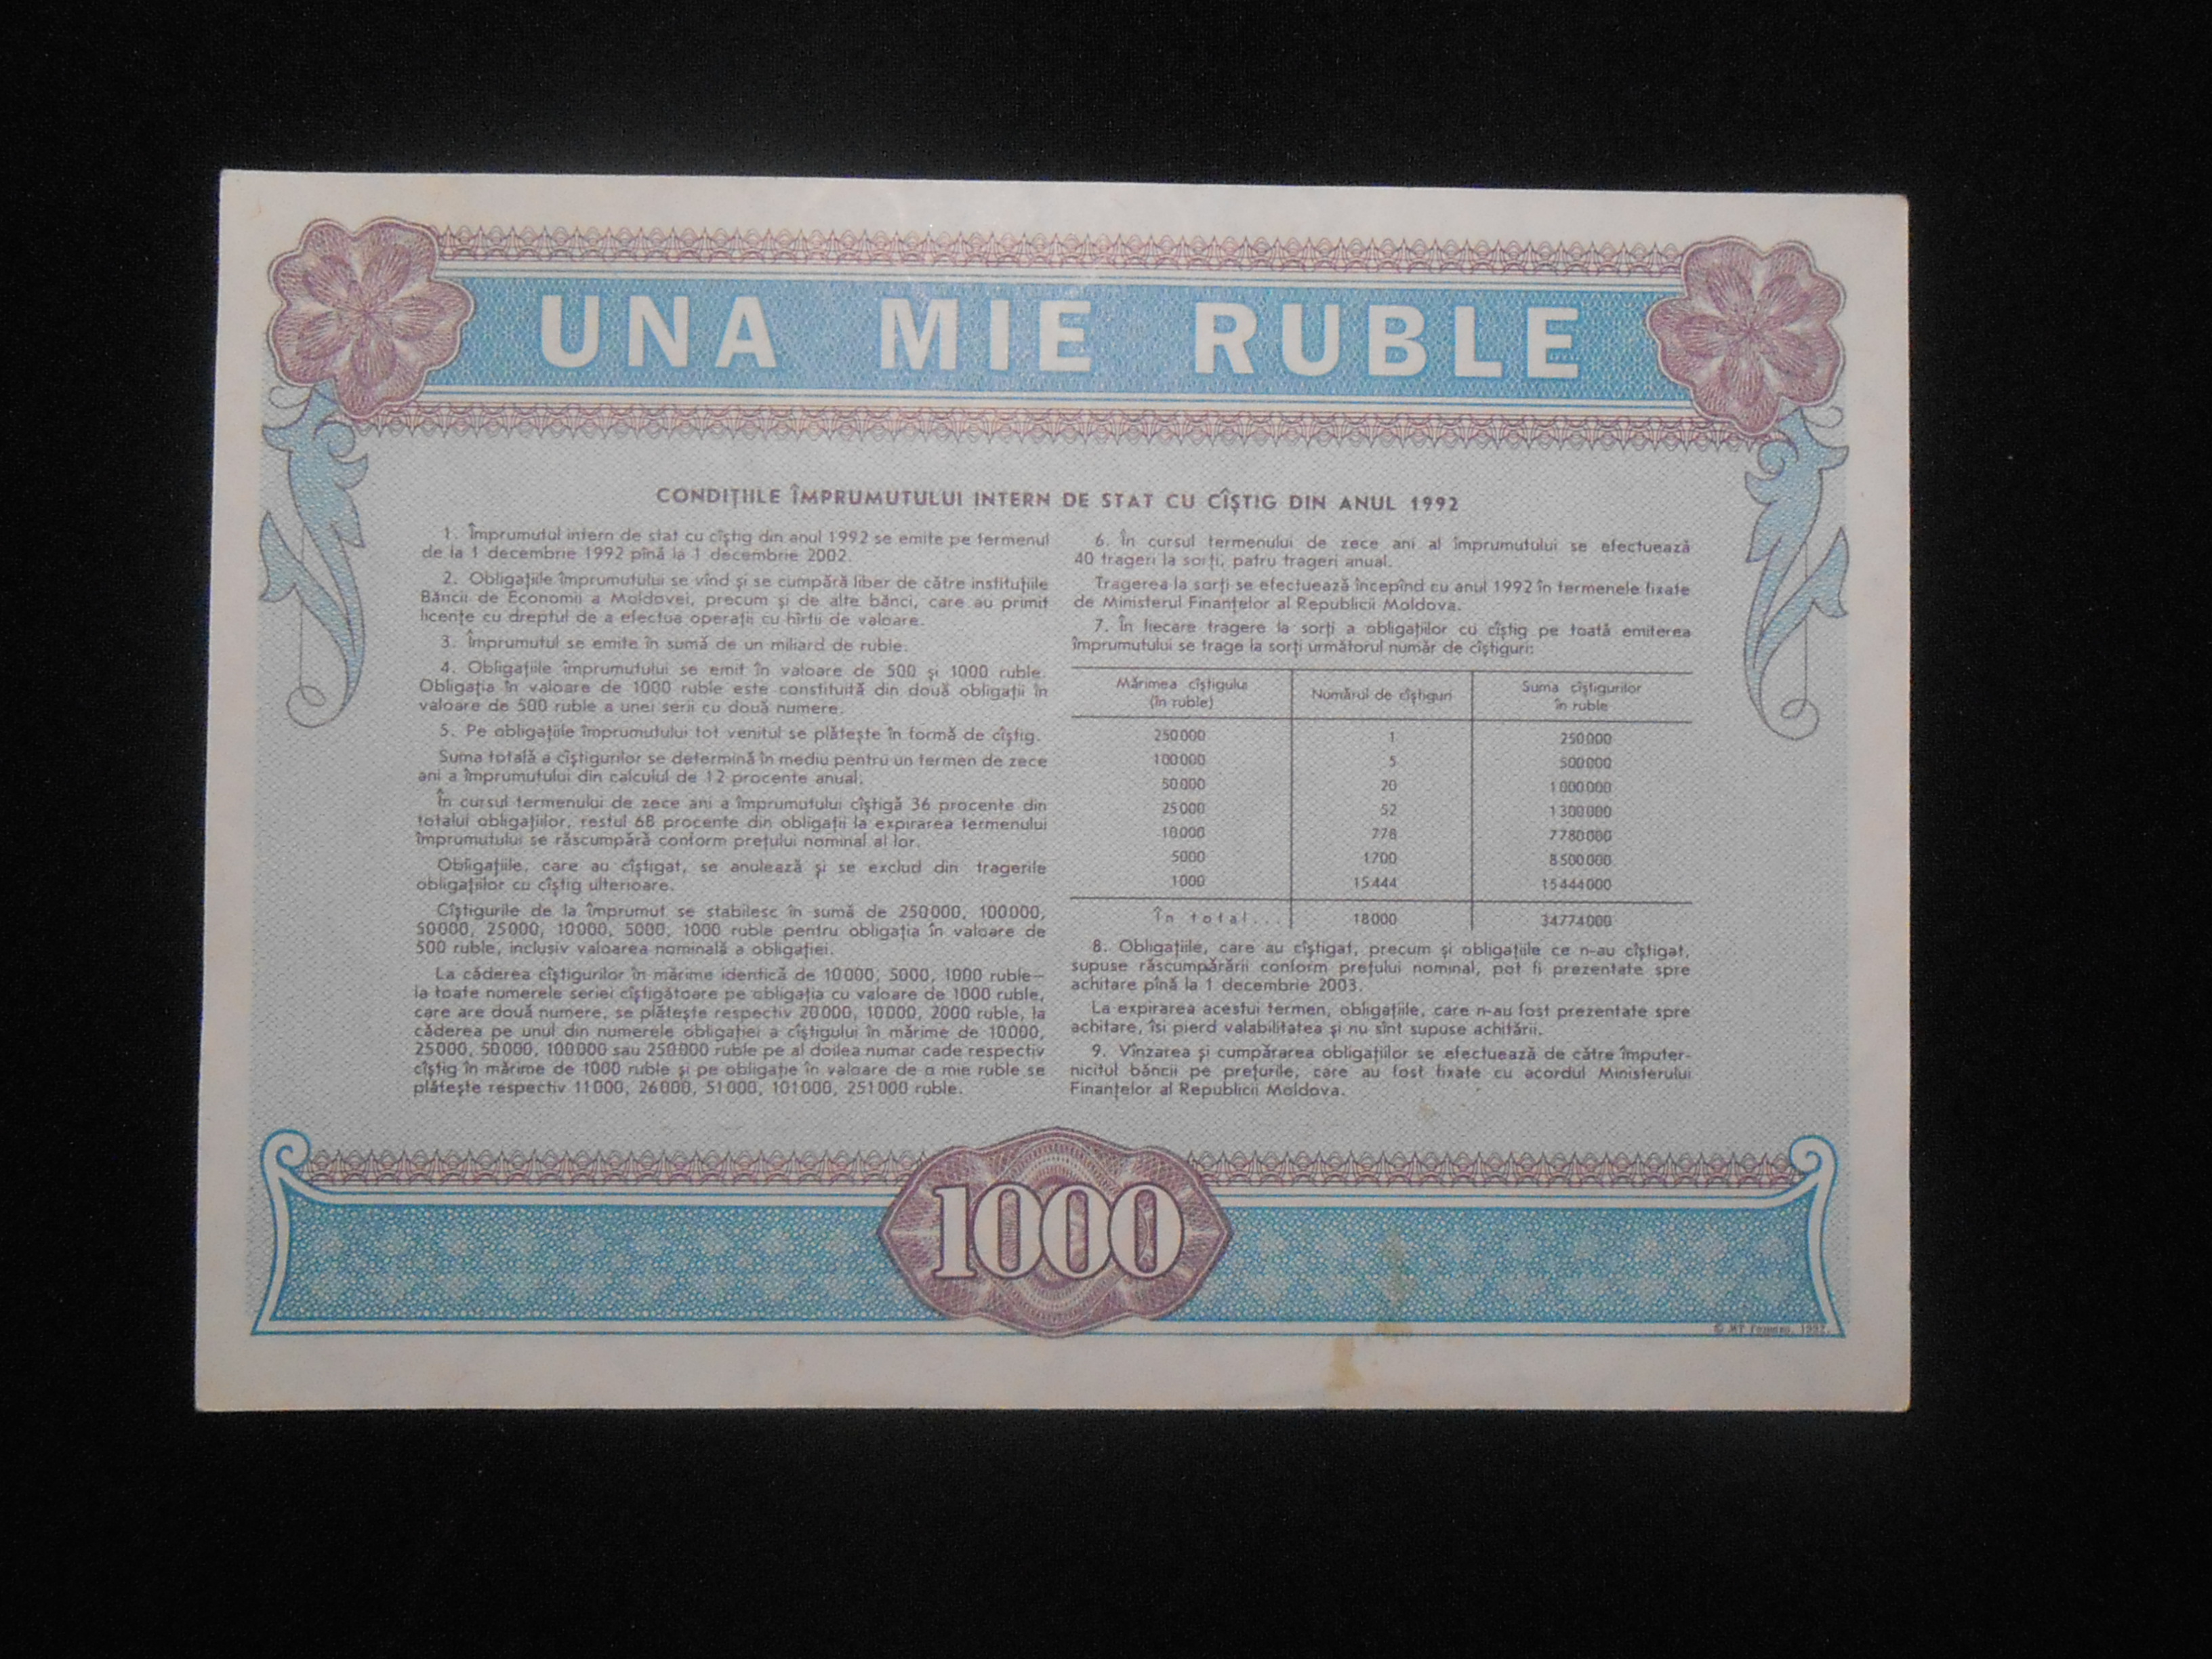 UNA MIE RUBLE
CONDIȚIILE ÎMPRUMUTULUI INTERN DE STAT CU CÎȘTIG DIN ANUL 1992
1. Împrumutul intern de stat cu cîștig din anul 1992 se emite pe termenul
de la 1 decembrie 1992 pînă la 1 decembrie 2002.
2. Obligațiile împrumutului se vînd și se cumpără liber de către instituțiile
Băncii de Economii a Moldovei, precum și de alte bănci, care au primit
licențe cu dreptul de a efectua operații cu hîrtii de valoare.
3. Împrumutul se emite în sumă de un miliard de ruble.
4. Obligațiile împrumutului se emit în valoare de 500 și 1000 ruble.
Obligația în valoare de 1000 ruble este constituită din două obligații în
valoare de 500 ruble a unei serii cu două numere.
5. Pe obligațiile împrumutului tot venitul se plătește în formă de cîștig.
Suma totală a cîștigurilor se determină în mediu pentru un termen de zece
ani a împrumutului din calculul de 12 procente anual.
În cursul termenului de zece ani a împrumutului cîștigă 36 procente din
totalul obligațiilor, restul 68 procente din obligații la expirarea termenului
împrumutului se răscumpără conform prețului nominal al lor.
Obligațiile, care au cîștigat, se anulează și se exclud din tragerile
obligațiilor cu cîștig ulterioare.
Cîștigurile de la împrumut se stabilesc în sumă de 250000, 100000,
50000, 25000, 10000, 5000, 1000 ruble pentru obligația în valoare de
500 ruble, inclusiv valoarea nominală a obligației.
La căderea cîștigurilor în mărime identică de 10000, 5000, 1000 ruble—
la toate numerele seriei cîștigătoare pe obligația cu valoare de 1000 ruble,
care are două numere, se plătește respectiv 20000, 10000, 2000 ruble, la
căderea pe unul din numerele obligației a cîștigului în mărime de 10000,
25000, 50000, 100000 sau 250000 ruble pe al doilea numar cade respectiv
cîștig în mărime de 1000 ruble și pe obligație în valoare de o mie ruble se
plătește respectiv 11000, 26000, 51000, 101000, 251000 ruble.
6. În cursul termenului de zece ani al împrumutului se efectuează
40 trageri la sorți, patru trageri anual.
Tragerea la sorți se efectuează începînd cu anul 1992 în termenele fixate
de Ministerul Finanțelor al Republicii Moldova.
7. În fiecare tragere la sorți a obligațiilor cu cîștig pe toată emiterea
împrumutului se trage la sorți următorul număr de cîștiguri:
Mărimea cîștigului (în ruble) Numărul de cîștiguri Suma cîștigurilor în ruble
250000 1 250000
100000 5 500000
50000 20 1000000
25000 52 1300000
10000 778 7780000
5000 1700 8500000
1000 15444 15444000
În total... 18000 34774000
8. Obligațiile, care au cîștigat, precum și obligațiile ce n-au cîștigat,
supuse răscumpărării conform prețului nominal, pot fi prezentate spre
achitare pînă la 1 decembrie 2003.
La expirarea acestui termen, obligațiile, care n-au fost prezentate spre
achitare, își pierd valabilitatea și nu sînt supuse achitării.
9. Vînzarea și cumpărarea obligațiilor se efectuează de către împuter-
nicitul băncii pe prețurile, care au fost fixate cu acordul Ministerului
Finanțelor al Republicii Moldova.
1000
© МТ Гознака. 1992.